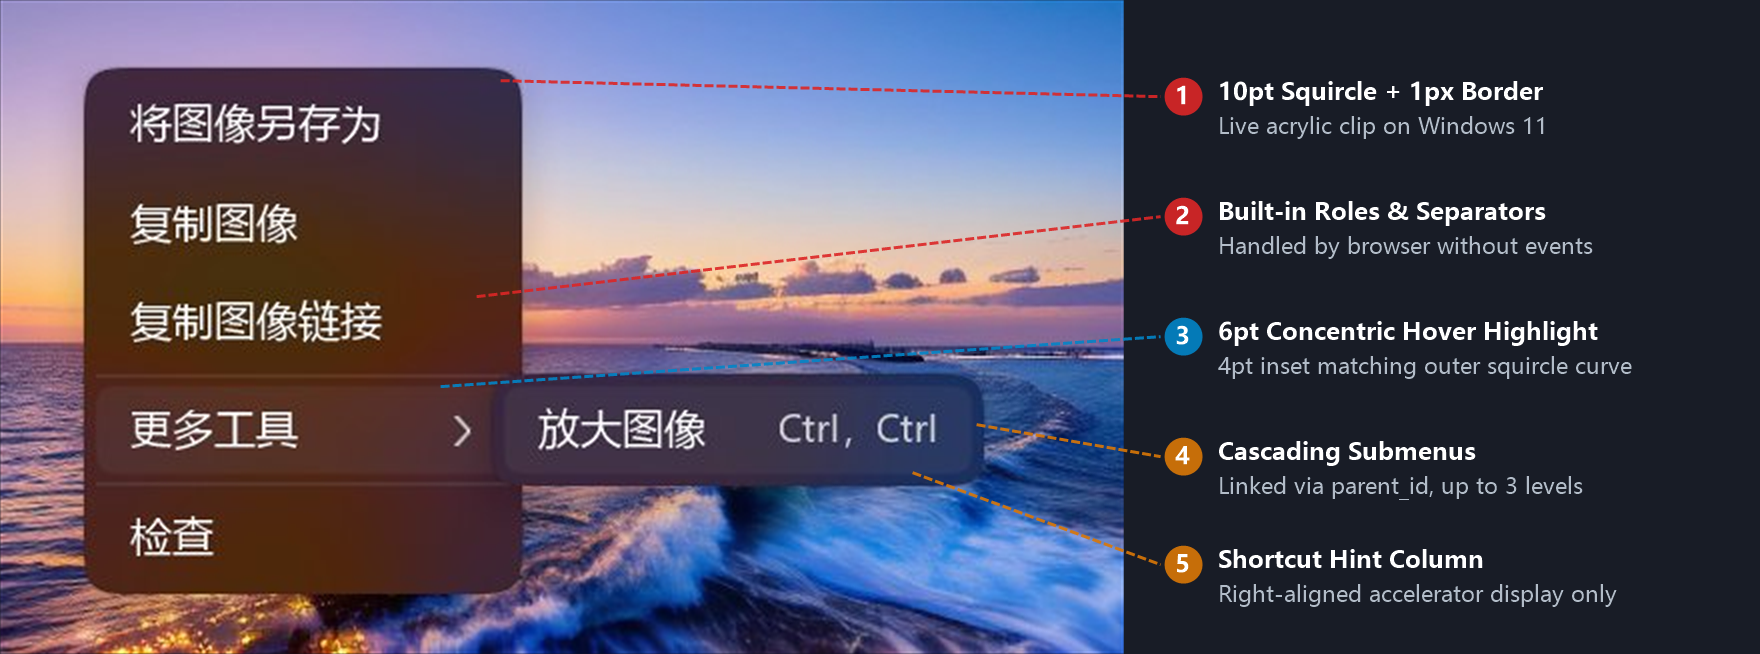 将图像另存为
复制图像
复制图像链接
更多工具
放大图像 Ctrl, Ctrl
检查
1 10pt Squircle + 1px Border
Live acrylic clip on Windows 11
2 Built-in Roles & Separators
Handled by browser without events
3 6pt Concentric Hover Highlight
4pt inset matching outer squircle curve
4 Cascading Submenus
Linked via parent_id, up to 3 levels
5 Shortcut Hint Column
Right-aligned accelerator display only